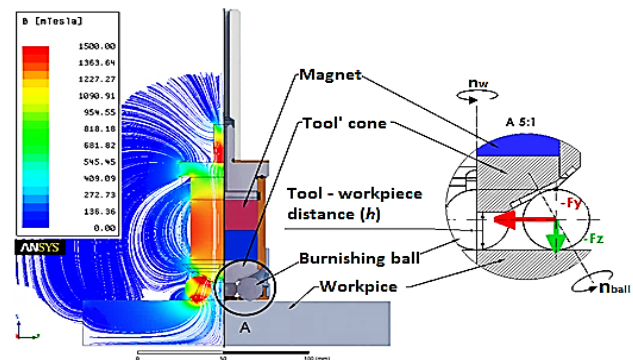 B [mTesla]
1500.00
1363.64
1227.27
1090.91
954.55
818.18
681.82
545.45
409.09
272.73
136.36
0.00
ANSYS
Magnet
Tool' cone
Tool - workpiece
distance (h)
Burnishing ball
Workpice
A
0
50
100 (mm)
n w
A 5:1
-Fy
-Fz
n ball